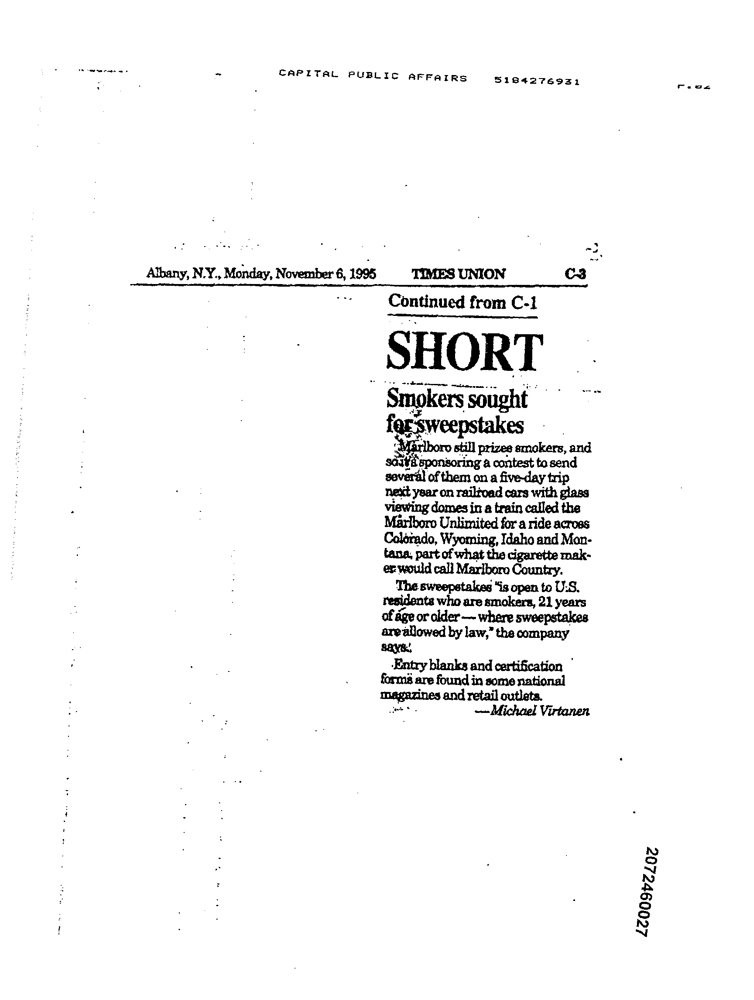 CAPITAL PUBLIC AFFAIRS 5184276931
Albany, N.Y., Monday, November 6, 1995 TIMES UNION C-3
Continued from C-1
SHORT
Smokers sought
for sweepstakes
Marlboro still prizes smokers, and
sponsoring a contest to send
several of them on a five-day trip
next year on railroad cars with glass
viewing domes in a train called the
Marlboro Unlimited for a ride across
Colorado, Wyoming, Idaho and Mon-
tana, part of what the cigarette mak-
er would call Marlboro Country.
The sweepstakes "is open to U.S.
residents who are smokers, 21 years
of age or older — where sweepstakes
are allowed by law," the company
says.
Entry blanks and certification
forms are found in some national
magazines and retail outlets.
— Michael Virtanen
2072460027